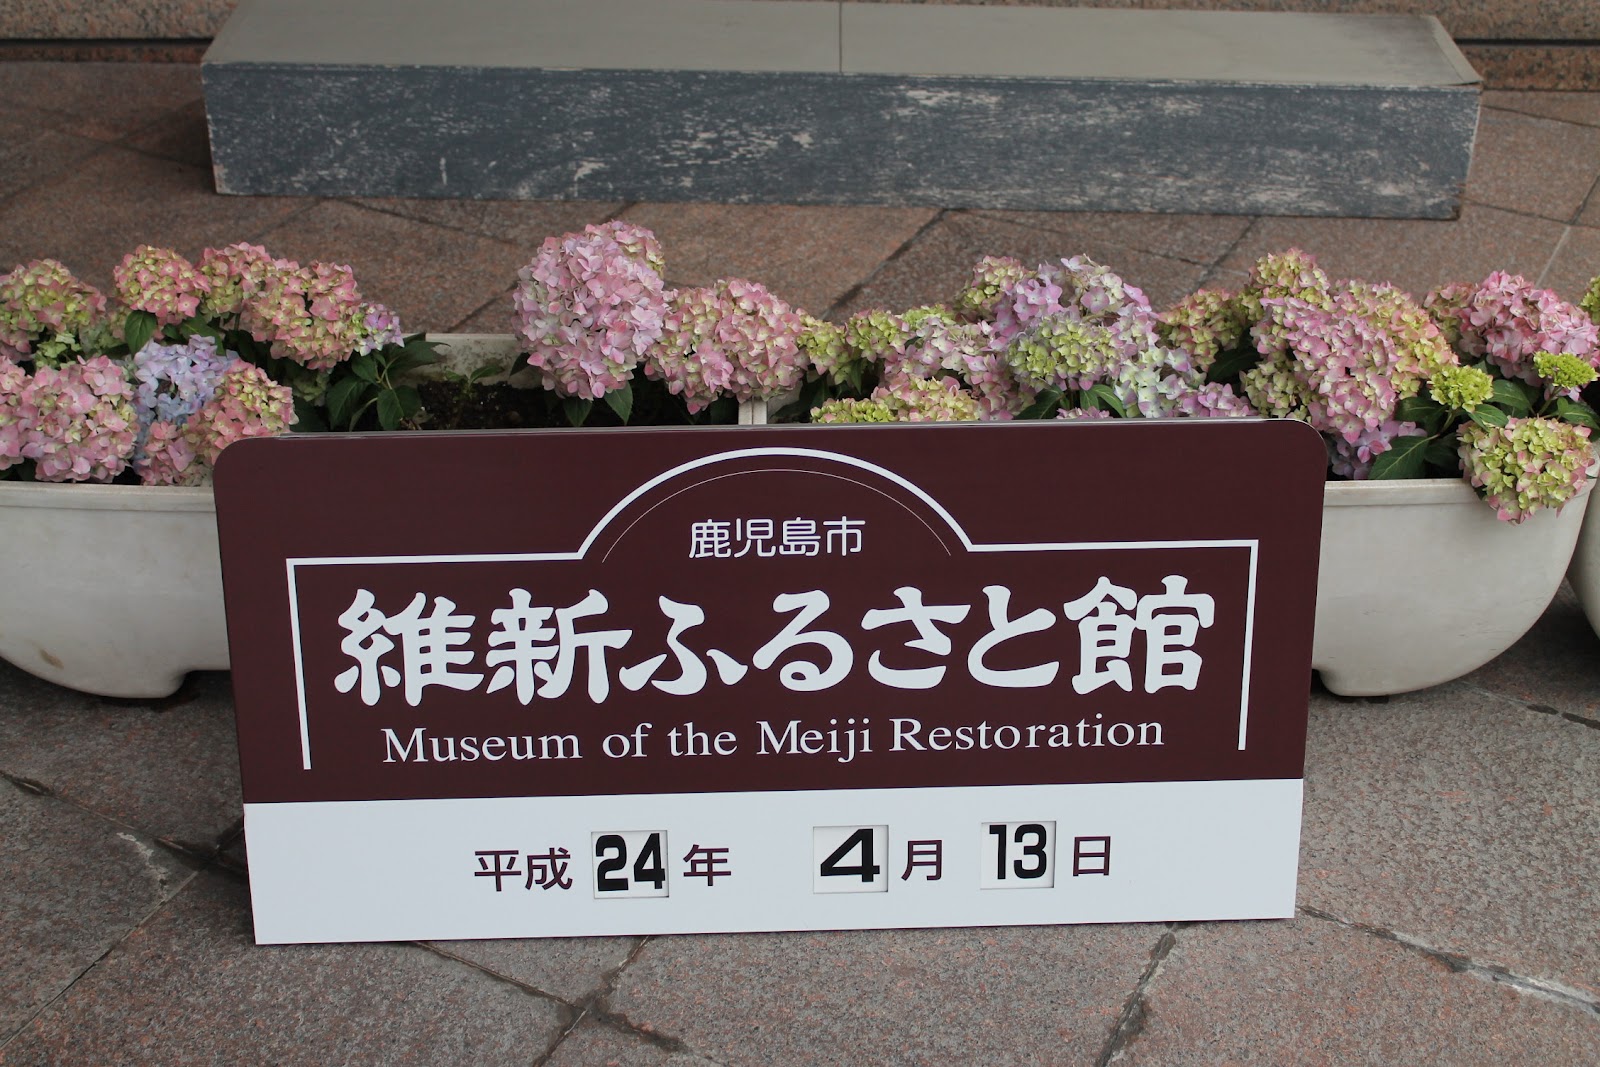 鹿児島市
維新ふるさと館
Museum of the Meiji Restoration
平成 24 年 4 月 13 日